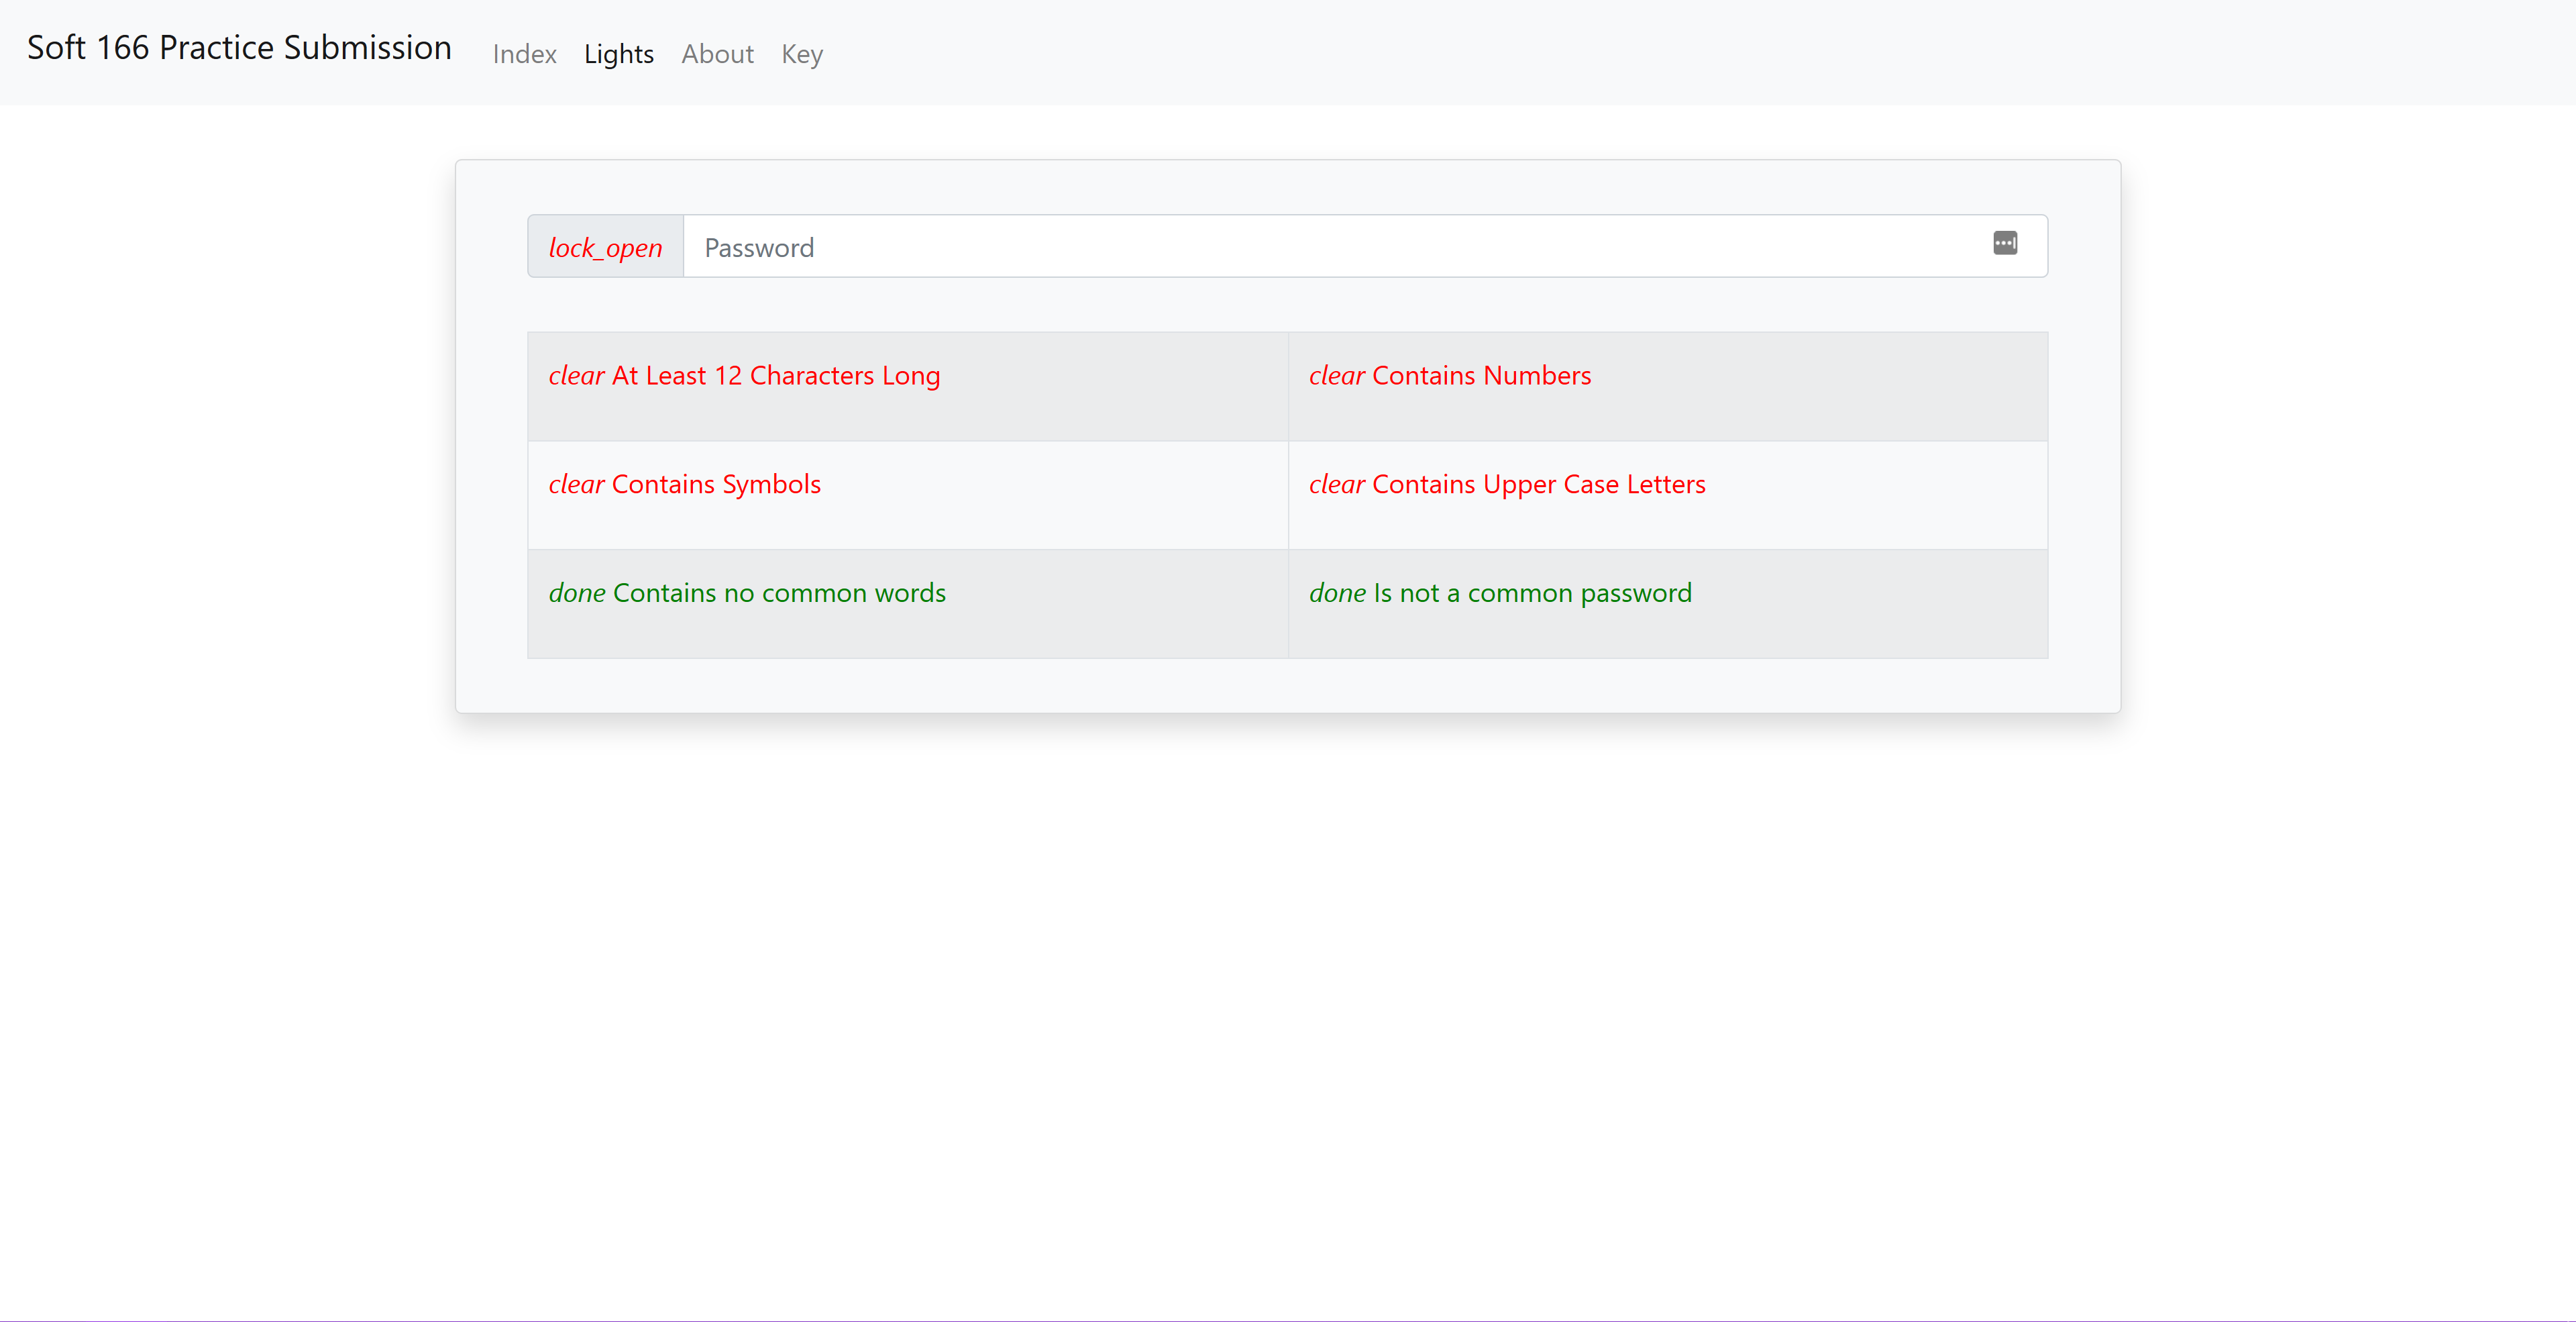 Soft 166 Practice Submission Index Lights About Key
lock_open Password
clear At Least 12 Characters Long clear Contains Numbers
clear Contains Symbols clear Contains Upper Case Letters
done Contains no common words done Is not a common password